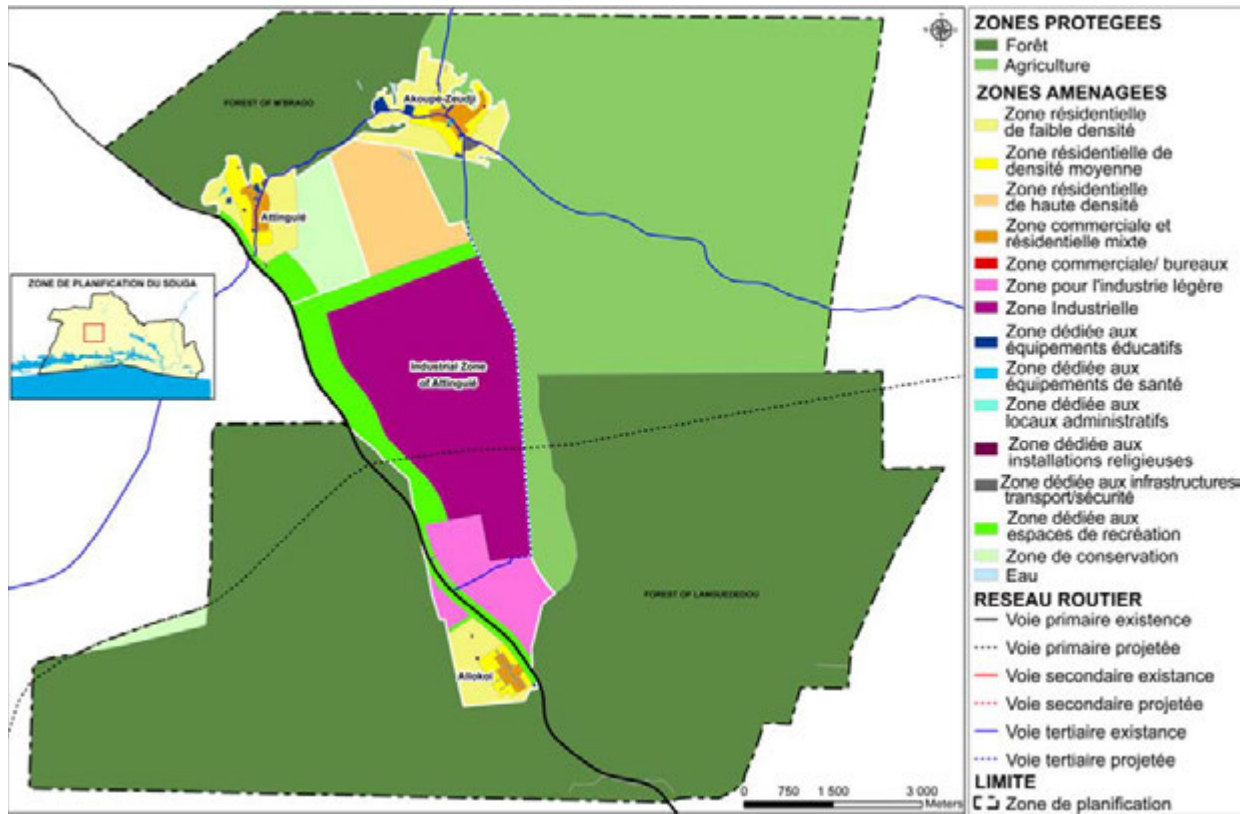 FOREST OF M'BRAGO
Akoupe-Zeudji
Attinguié
ZONE DE PLANIFICATION DU SDUGA
Industrial Zone
of Attinguié
FOREST OF LANGUEDEDOU
Allokoi
0 750 1 500 3 000
Meters
ZONES PROTEGEES
Forêt
Agriculture
ZONES AMENAGEES
Zone résidentielle
de faible densité
Zone résidentielle de
densité moyenne
Zone résidentielle
de haute densité
Zone commerciale et
résidentielle mixte
Zone commerciale/ bureaux
Zone pour l'industrie légère
Zone Industrielle
Zone dédiée aux
équipements éducatifs
Zone dédiée aux
équipements de santé
Zone dédiée aux
locaux administratifs
Zone dédiée aux
installations religieuses
Zone dédiée aux infrastructures
transport/sécurité
Zone dédiée aux
espaces de recréation
Zone de conservation
Eau
RESEAU ROUTIER
Voie primaire existence
Voie primaire projetée
Voie secondaire existance
Voie secondaire projetée
Voie tertiaire existance
Voie tertiaire projetée
LIMITE
Zone de planification